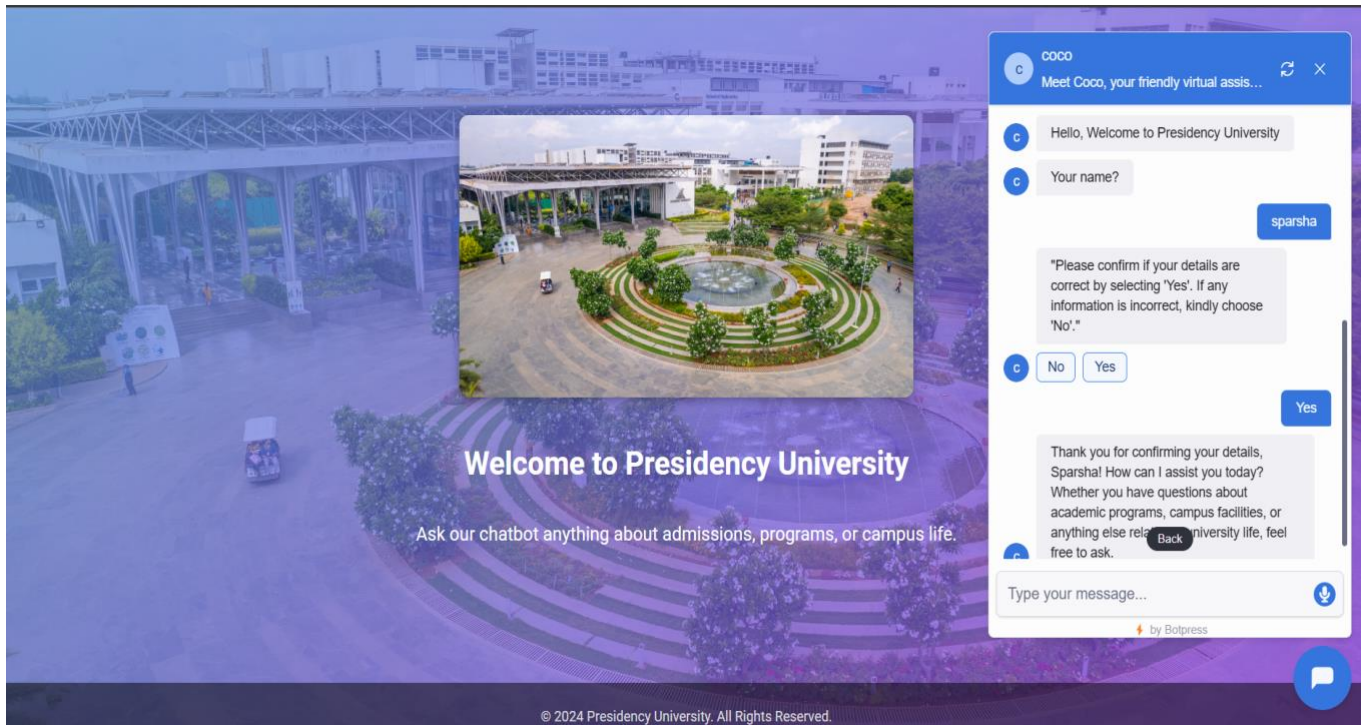 Welcome to Presidency University
Ask our chatbot anything about admissions, programs, or campus life.
© 2024 Presidency University. All Rights Reserved.
c
coco
Meet Coco, your friendly virtual assis...
c
Hello, Welcome to Presidency University
c
Your name?
sparsha
"Please confirm if your details are
correct by selecting 'Yes'. If any
information is incorrect, kindly choose
'No'."
c
No
Yes
Yes
Thank you for confirming your details,
Sparsha! How can I assist you today?
Whether you have questions about
academic programs, campus facilities, or
anything else rela niversity life, feel
Back
free to ask.
Type your message...
by Botpress